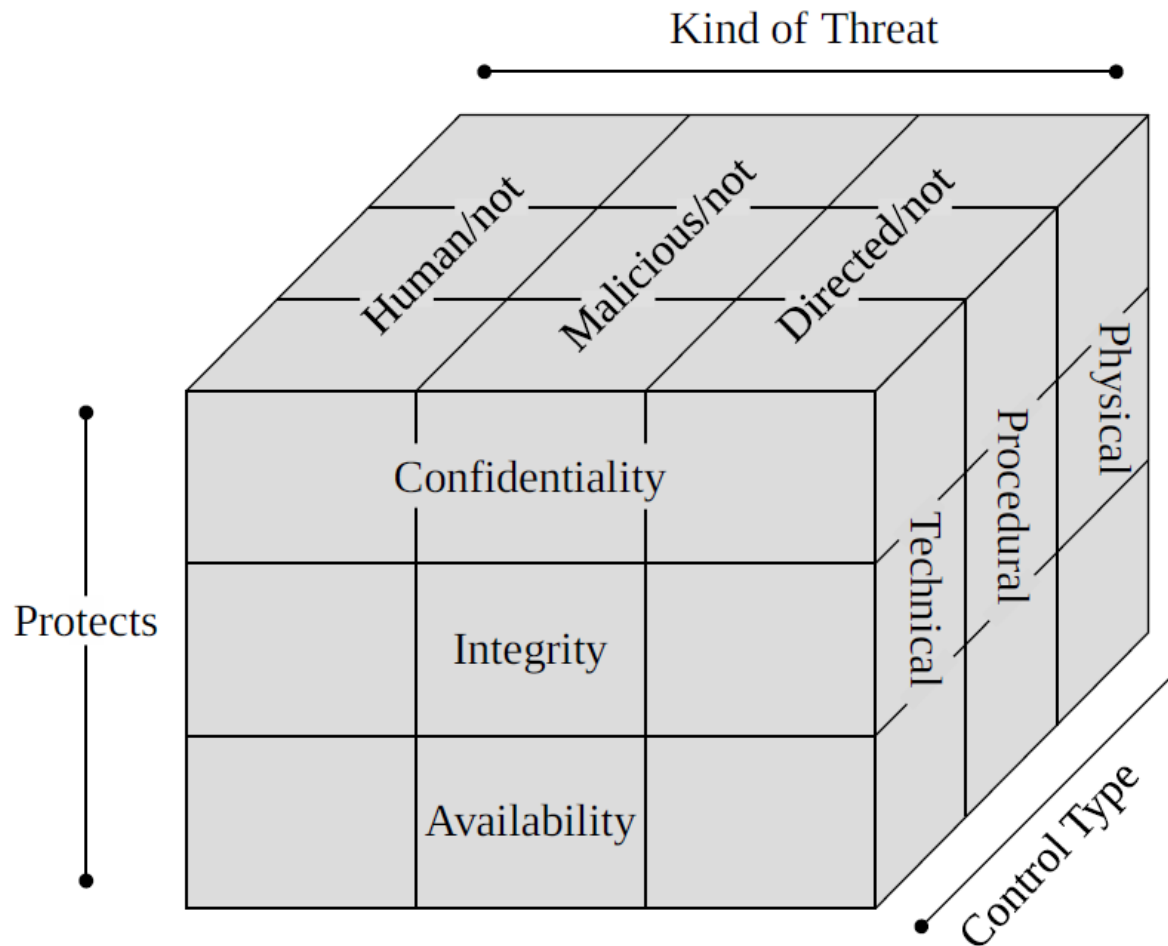 Kind of Threat
Human/not
Malicious/not
Directed/not
Protects
Confidentiality
Integrity
Availability
Technical
Procedural
Physical
Control Type